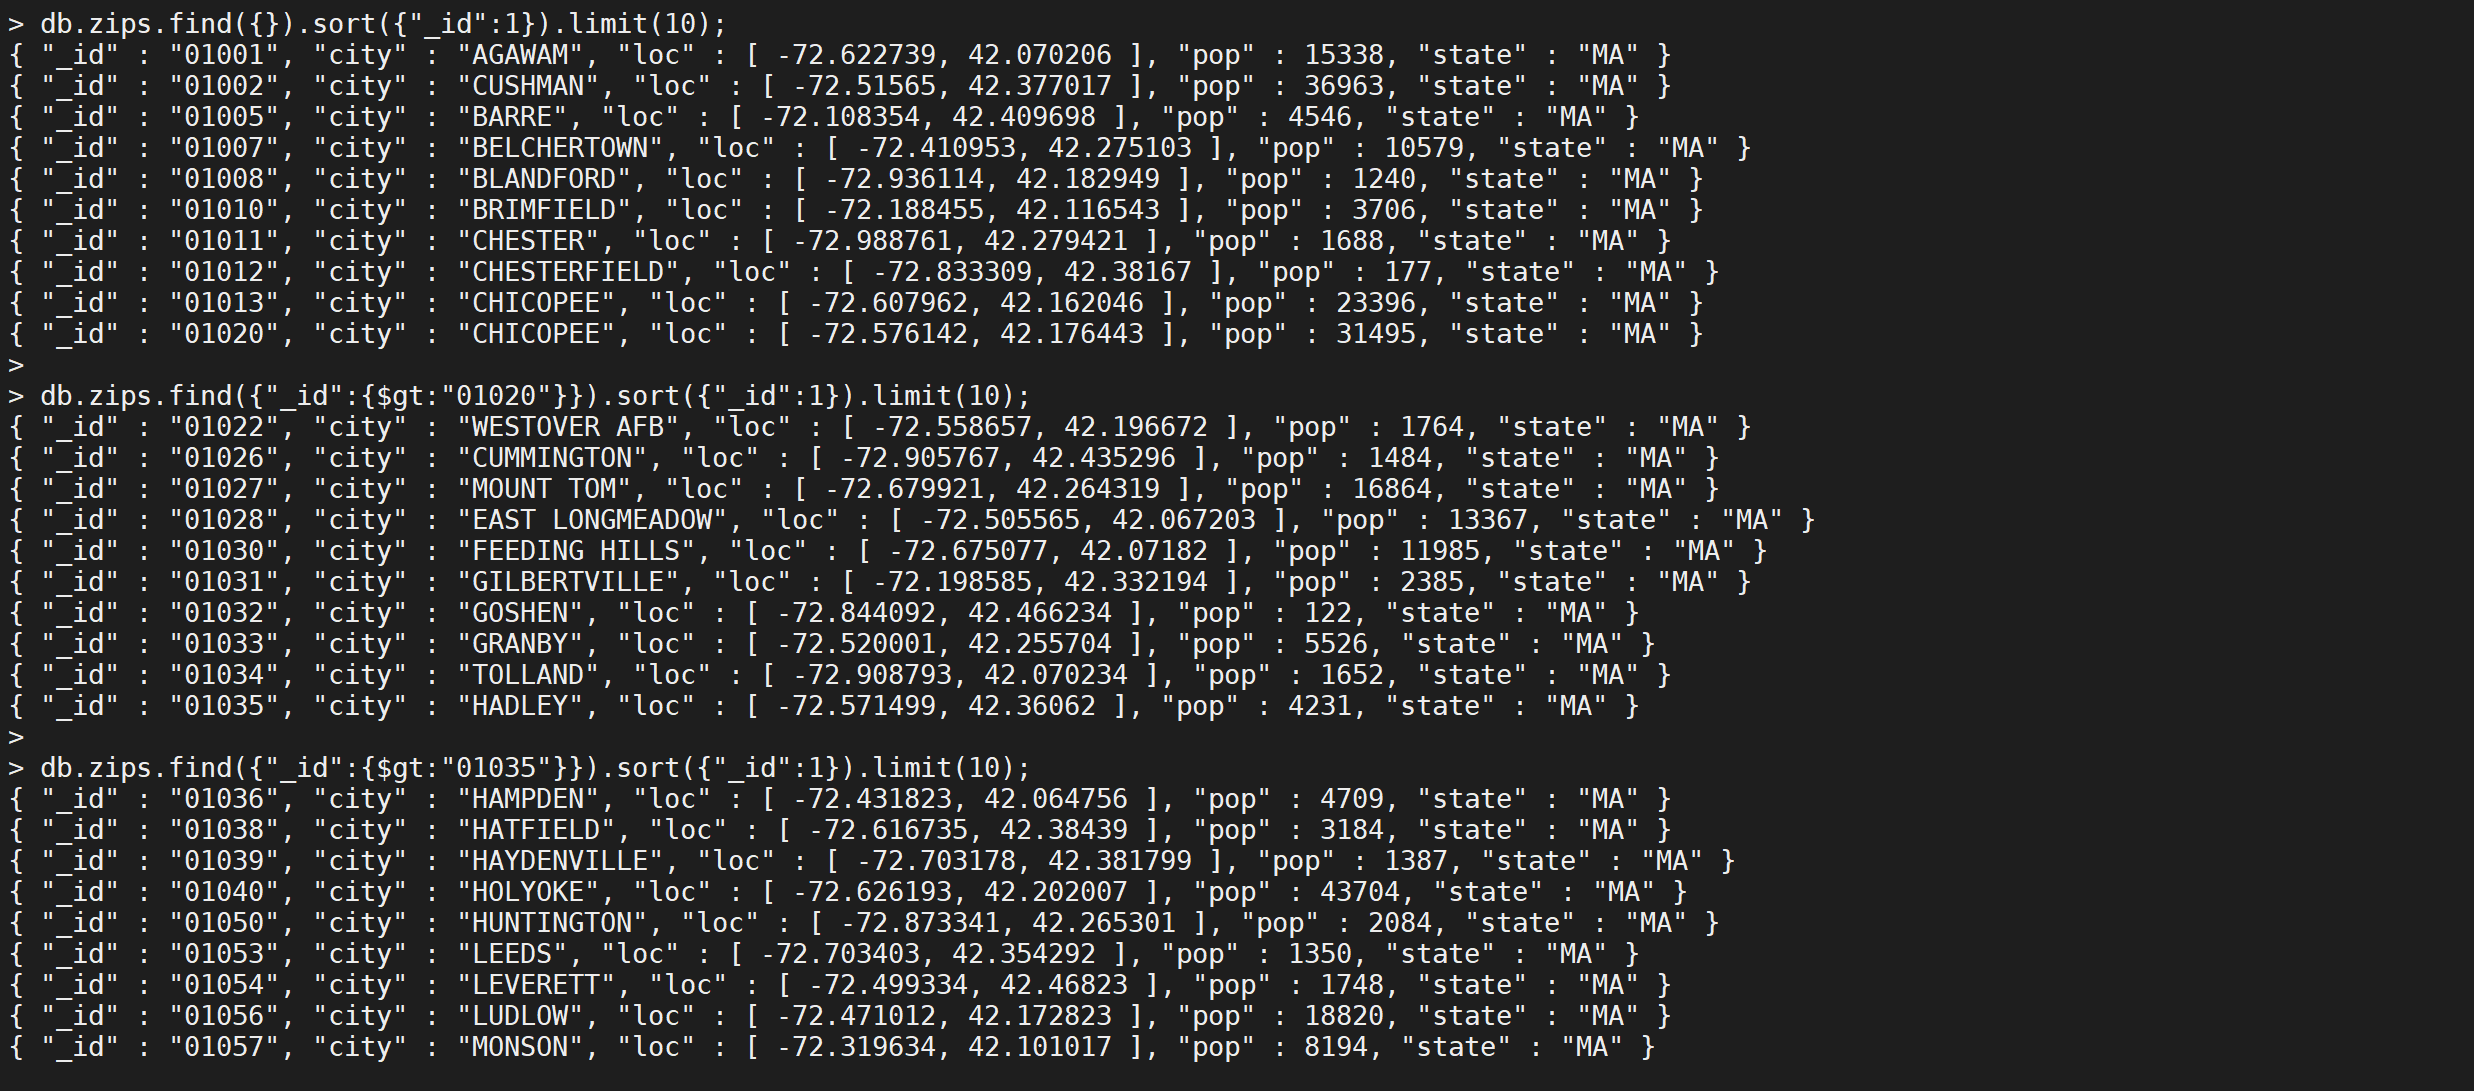 > db.zips.find({}).sort({"_id":1}).limit(10);
{ "_id" : "01001", "city" : "AGAWAM", "loc" : [ -72.622739, 42.070206 ], "pop" : 15338, "state" : "MA" }
{ "_id" : "01002", "city" : "CUSHMAN", "loc" : [ -72.51565, 42.377017 ], "pop" : 36963, "state" : "MA" }
{ "_id" : "01005", "city" : "BARRE", "loc" : [ -72.108354, 42.409698 ], "pop" : 4546, "state" : "MA" }
{ "_id" : "01007", "city" : "BELCHERTOWN", "loc" : [ -72.410953, 42.275103 ], "pop" : 10579, "state" : "MA" }
{ "_id" : "01008", "city" : "BLANDFORD", "loc" : [ -72.936114, 42.182949 ], "pop" : 1240, "state" : "MA" }
{ "_id" : "01010", "city" : "BRIMFIELD", "loc" : [ -72.188455, 42.116543 ], "pop" : 3706, "state" : "MA" }
{ "_id" : "01011", "city" : "CHESTER", "loc" : [ -72.988761, 42.279421 ], "pop" : 1688, "state" : "MA" }
{ "_id" : "01012", "city" : "CHESTERFIELD", "loc" : [ -72.833309, 42.38167 ], "pop" : 177, "state" : "MA" }
{ "_id" : "01013", "city" : "CHICOPEE", "loc" : [ -72.607962, 42.162046 ], "pop" : 23396, "state" : "MA" }
{ "_id" : "01020", "city" : "CHICOPEE", "loc" : [ -72.576142, 42.176443 ], "pop" : 31495, "state" : "MA" }
>
> db.zips.find({"_id":{$gt:"01020"}}).sort({"_id":1}).limit(10);
{ "_id" : "01022", "city" : "WESTOVER AFB", "loc" : [ -72.558657, 42.196672 ], "pop" : 1764, "state" : "MA" }
{ "_id" : "01026", "city" : "CUMMINGTON", "loc" : [ -72.905767, 42.435296 ], "pop" : 1484, "state" : "MA" }
{ "_id" : "01027", "city" : "MOUNT TOM", "loc" : [ -72.679921, 42.264319 ], "pop" : 16864, "state" : "MA" }
{ "_id" : "01028", "city" : "EAST LONGMEADOW", "loc" : [ -72.505565, 42.067203 ], "pop" : 13367, "state" : "MA" }
{ "_id" : "01030", "city" : "FEEDING HILLS", "loc" : [ -72.675077, 42.07182 ], "pop" : 11985, "state" : "MA" }
{ "_id" : "01031", "city" : "GILBERTVILLE", "loc" : [ -72.198585, 42.332194 ], "pop" : 2385, "state" : "MA" }
{ "_id" : "01032", "city" : "GOSHEN", "loc" : [ -72.844092, 42.466234 ], "pop" : 122, "state" : "MA" }
{ "_id" : "01033", "city" : "GRANBY", "loc" : [ -72.520001, 42.255704 ], "pop" : 5526, "state" : "MA" }
{ "_id" : "01034", "city" : "TOLLAND", "loc" : [ -72.908793, 42.070234 ], "pop" : 1652, "state" : "MA" }
{ "_id" : "01035", "city" : "HADLEY", "loc" : [ -72.571499, 42.36062 ], "pop" : 4231, "state" : "MA" }
>
> db.zips.find({"_id":{$gt:"01035"}}).sort({"_id":1}).limit(10);
{ "_id" : "01036", "city" : "HAMPDEN", "loc" : [ -72.431823, 42.064756 ], "pop" : 4709, "state" : "MA" }
{ "_id" : "01038", "city" : "HATFIELD", "loc" : [ -72.616735, 42.38439 ], "pop" : 3184, "state" : "MA" }
{ "_id" : "01039", "city" : "HAYDENVILLE", "loc" : [ -72.703178, 42.381799 ], "pop" : 1387, "state" : "MA" }
{ "_id" : "01040", "city" : "HOLYOKE", "loc" : [ -72.626193, 42.202007 ], "pop" : 43704, "state" : "MA" }
{ "_id" : "01050", "city" : "HUNTINGTON", "loc" : [ -72.873341, 42.265301 ], "pop" : 2084, "state" : "MA" }
{ "_id" : "01053", "city" : "LEEDS", "loc" : [ -72.703403, 42.354292 ], "pop" : 1350, "state" : "MA" }
{ "_id" : "01054", "city" : "LEVERETT", "loc" : [ -72.499334, 42.46823 ], "pop" : 1748, "state" : "MA" }
{ "_id" : "01056", "city" : "LUDLOW", "loc" : [ -72.471012, 42.172823 ], "pop" : 18820, "state" : "MA" }
{ "_id" : "01057", "city" : "MONSON", "loc" : [ -72.319634, 42.101017 ], "pop" : 8194, "state" : "MA" }